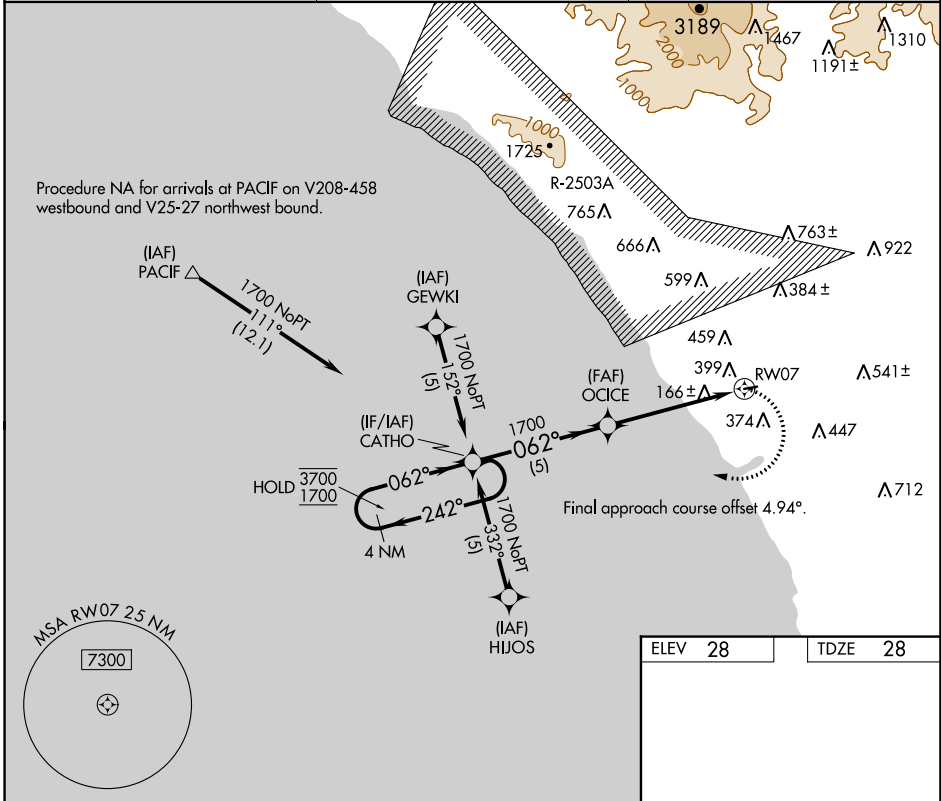 3189
1467
1310
1191±
2000
1000
1000
1725
R-2503A
765
666
599
763±
922
384±
459
399
RW07
541±
166±
374
447
712
Procedure NA for arrivals at PACIF on V208-458
westbound and V25-27 northwest bound.
(IAF)
PACIF
1700 NoPT
111°
(12.1)
(IAF)
GEWKI
1700 NoPT
152°
(5)
(FAF)
OCICE
(IF/IAF)
CATHO
1700
062°
(5)
HOLD 3700
1700
062°
242°
4 NM
1700 NoPT
332°
(5)
(IAF)
HIJOS
Final approach course offset 4.94°.
MSA RW07 25 NM
7300
ELEV 28
TDZE 28